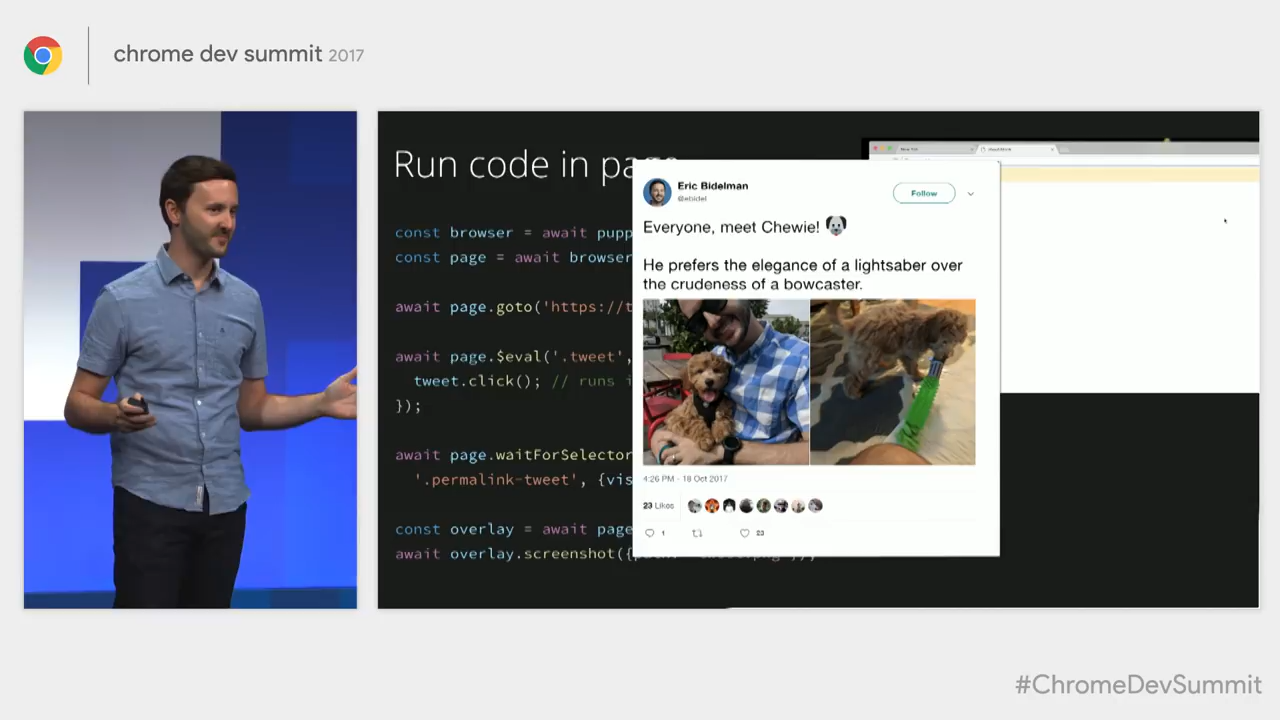 chrome dev summit 2017
Run code in page
const browser = await pupp
const page = await browser
await page.goto('https://t
await page.$eval('.tweet',
tweet.click(); // runs i
});
await page.waitForSelector
'.permalink-tweet', {vis
const overlay = await page
await overlay.screenshot({
Eric Bidelman
@ebidel
Follow
Everyone, meet Chewie!
He prefers the elegance of a lightsaber over
the crudeness of a bowcaster.
4:26 PM - 18 Oct 2017
23 Likes
1
23
#ChromeDevSummit